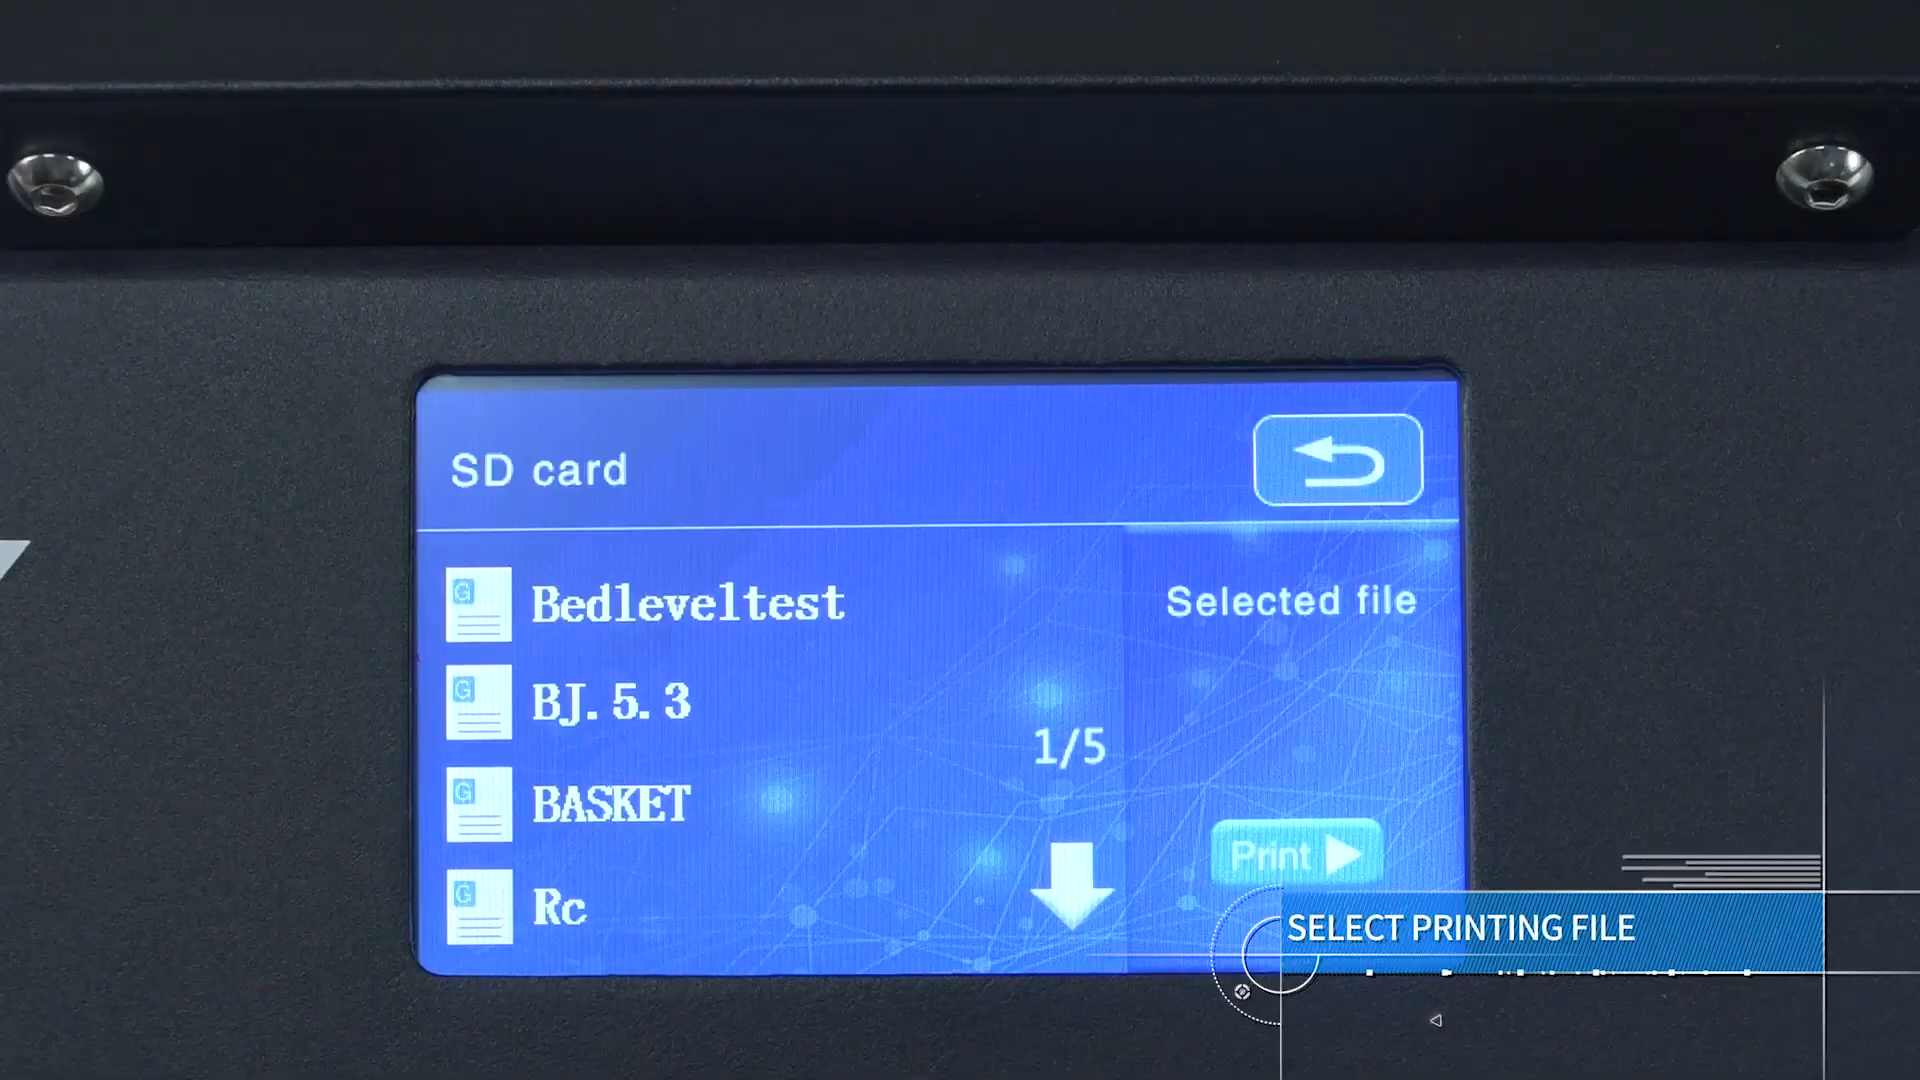 SD card
Bedleveltest
Selected file
BJ.5.3
1/5
BASKET
Print
Rc
SELECT PRINTING FILE
G
G
G
G